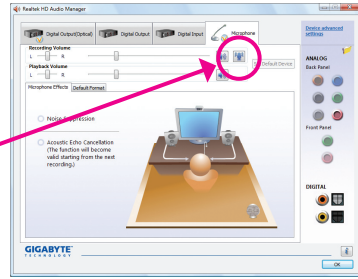 Realtek HD Audio Manager
Digital Output(Optical)
Digital Output
Digital Input
Microphone
Device advanced
settings
Recording Volume
L
R
Default Device
Playback Volume
L
R
ANALOG
Back Panel
Microphone Effects
Default Format
Acoustic Echo Cancellation
(The function will become
valid starting from the next
recording.)
Front Panel
DIGITAL
GIGABYTE
TECHNOLOGY
OK